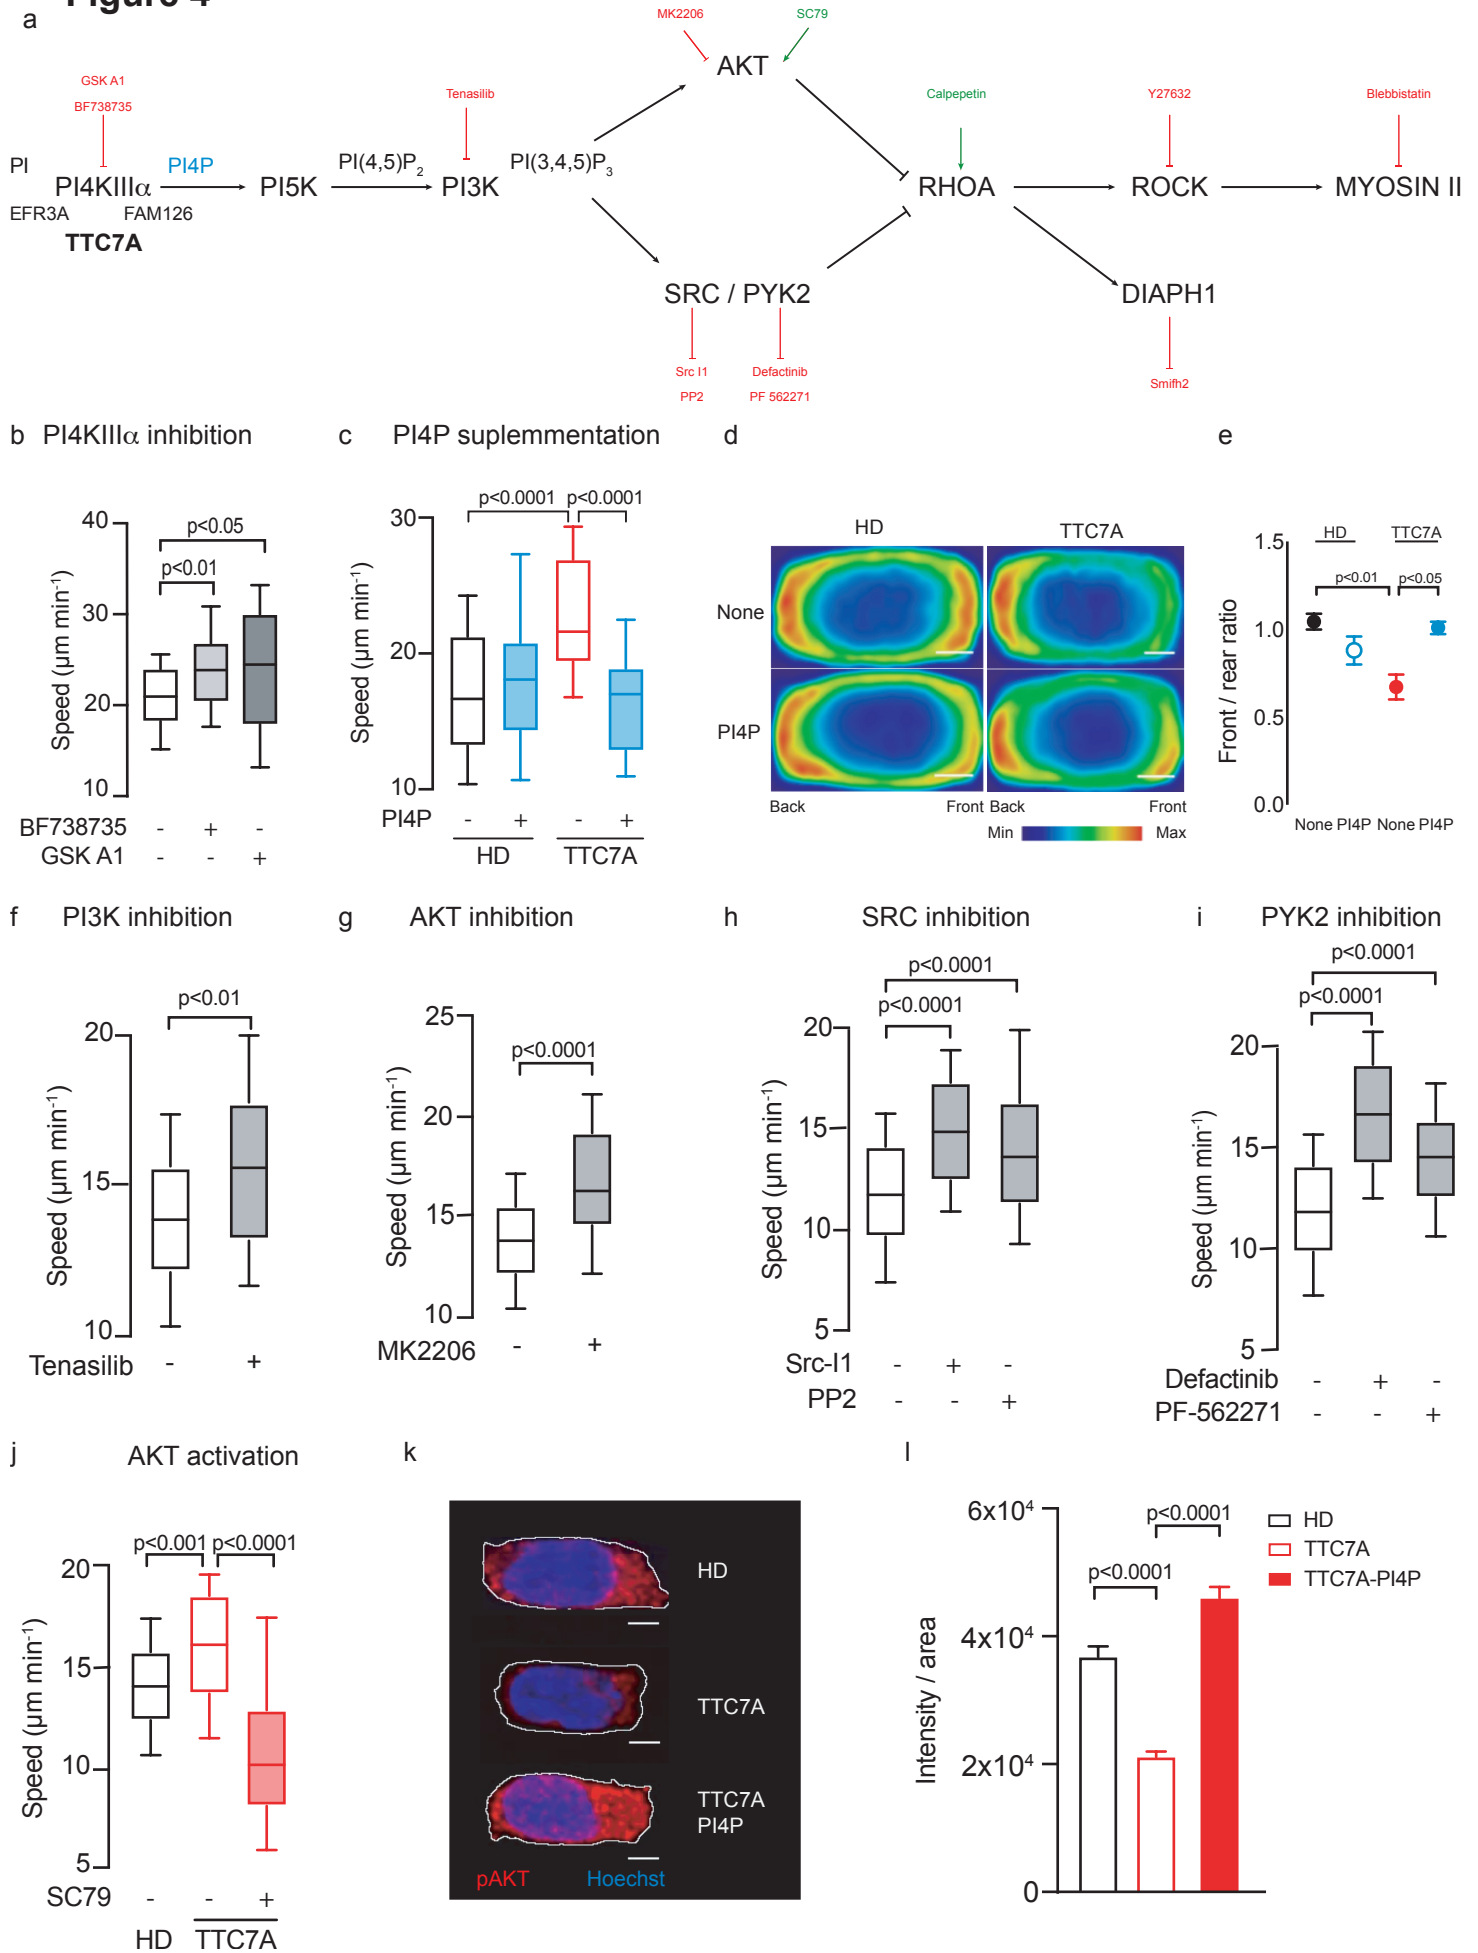 Figure 4
a
MK2206
SC79
AKT
GSK A1
BF738735
Tenasilib
Calpepetin
Y27632
Blebbistatin
PI
PI4P
PI(4,5)P2
PI(3,4,5)P3
PI4KIIIα
PI5K
PI3K
RHOA
ROCK
MYOSIN II
EFR3A
FAM126
TTC7A
SRC / PYK2
DIAPH1
Src I1
PP2
Defactinib
PF 562271
Smifh2
b PI4KIIIα inhibition
p<0.05
p<0.01
Speed (µm min-1)
40
30
20
10
BF738735 - + -
GSK A1 - - +
c PI4P suplemmentation
p<0.0001 p<0.0001
Speed (µm min-1)
30
20
10
PI4P - + - +
HD TTC7A
d
HD TTC7A
None
PI4P
Back Front Back Front
Min Max
e
HD TTC7A
p<0.01 p<0.05
Front / rear ratio
1.5
1.0
0.5
0.0
None PI4P None PI4P
f PI3K inhibition
p<0.01
Speed (µm min-1)
20
15
10
Tenasilib - +
g AKT inhibition
p<0.0001
Speed (µm min-1)
25
20
15
10
MK2206 - +
h SRC inhibition
p<0.0001
p<0.0001
Speed (µm min-1)
20
15
10
5
Src-I1 - + -
PP2 - - +
i PYK2 inhibition
p<0.0001
p<0.0001
Speed (µm min-1)
20
15
10
5
Defactinib - + -
PF-562271 - - +
j AKT activation
p<0.001 p<0.0001
Speed (µm min-1)
20
15
10
5
SC79 - - +
HD TTC7A
k
HD
TTC7A
TTC7A
PI4P
pAKT Hoechst
l
p<0.0001
p<0.0001
Intensity / area
6x104
4x104
2x104
0
HD
TTC7A
TTC7A-PI4P